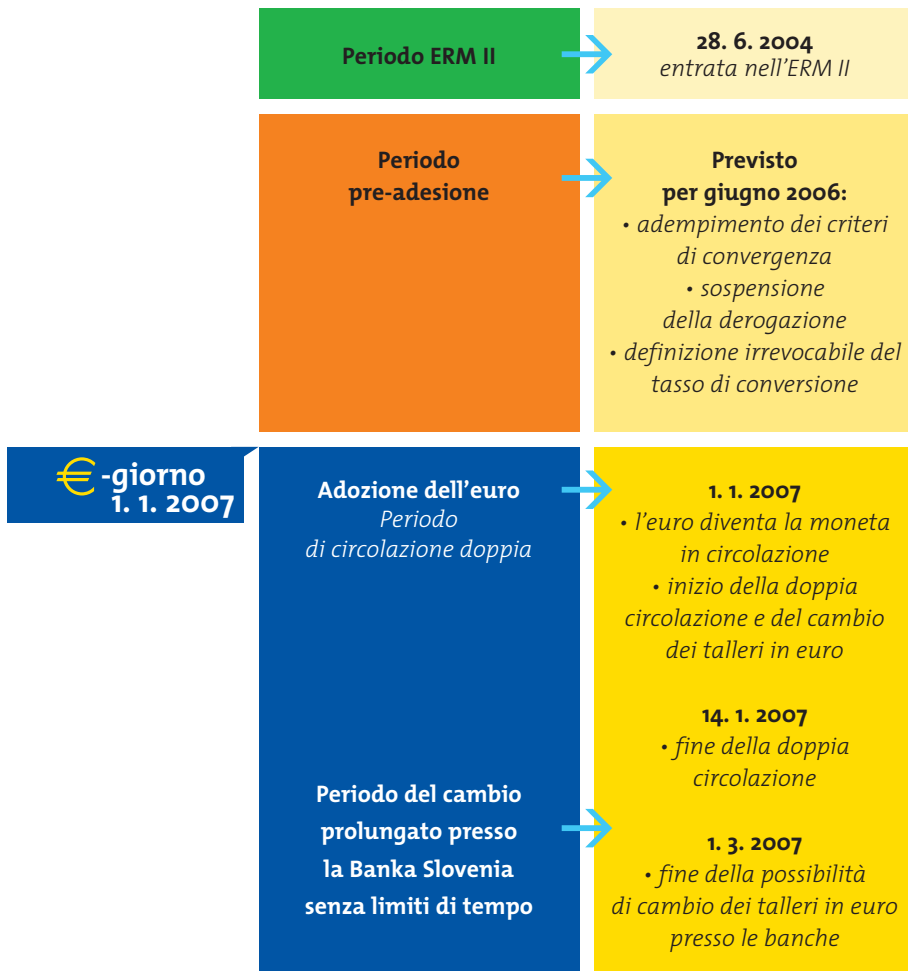 Periodo ERM II
28. 6. 2004
entrata nell'ERM II
Periodo
pre-adesione
Previsto
per giugno 2006:
• adempimento dei criteri
di convergenza
• sospensione
della derogazione
• definizione irrevocabile del
tasso di conversione
€-giorno
1. 1. 2007
Adozione dell'euro
Periodo
di circolazione doppia
1. 1. 2007
• l'euro diventa la moneta
in circolazione
• inizio della doppia
circolazione e del cambio
dei talleri in euro
14. 1. 2007
• fine della doppia
circolazione
Periodo del cambio
prolungato presso
la Banka Slovenia
senza limiti di tempo
1. 3. 2007
• fine della possibilità
di cambio dei talleri in euro
presso le banche